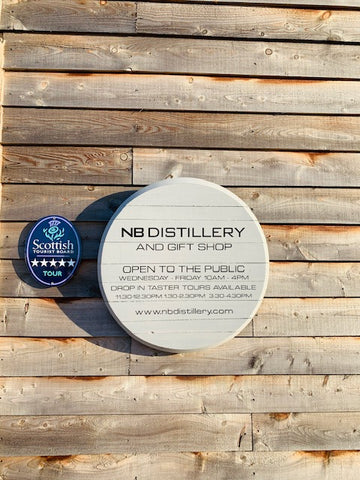 NB DISTILLERY
AND GIFT SHOP
OPEN TO THE PUBLIC
WEDNESDAY - FRIDAY 10AM - 4PM
DROP IN TASTER TOURS AVAILABLE
11.30-12.30PM 1.30-2.30PM 3.30-4.30PM
www.nbdistillery.com
Scottish
TOURIST BOARD
★★★★★
TOUR